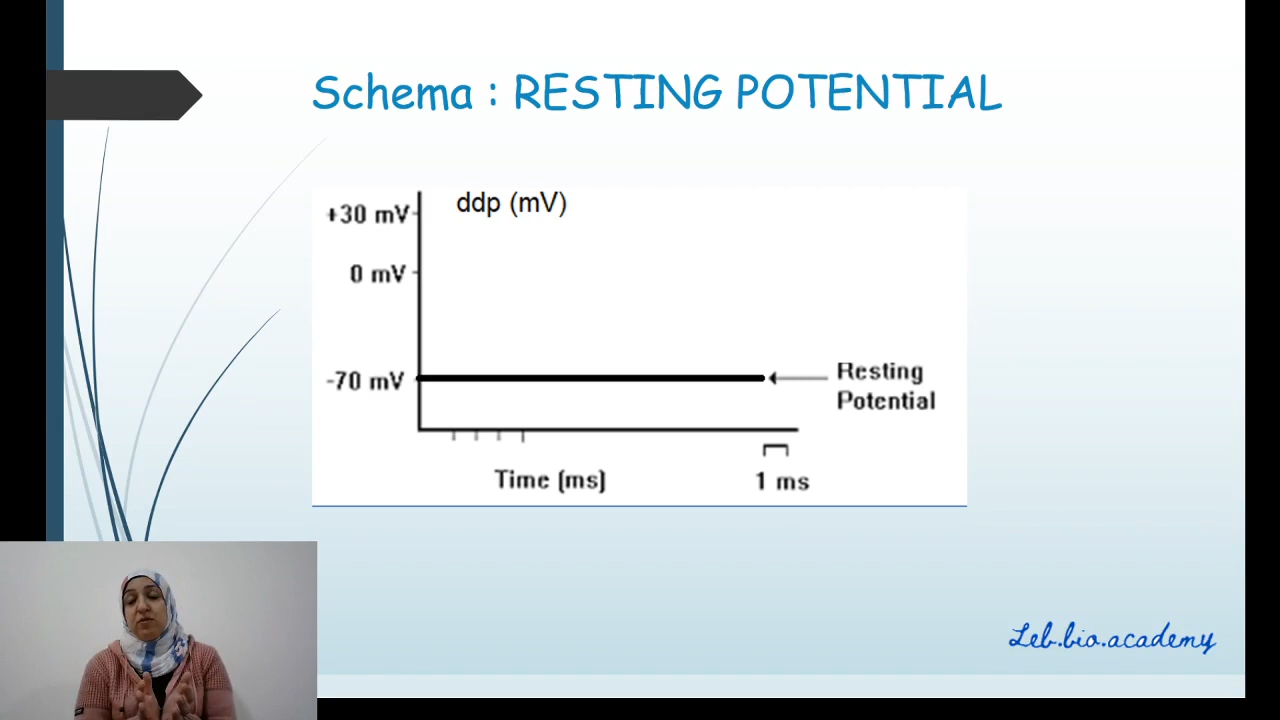 Schema : RESTING POTENTIAL
ddp (mV)
+30 mV
0 mV
-70 mV
Resting
Potential
Time (ms)
1 ms
Leb.bio.academy